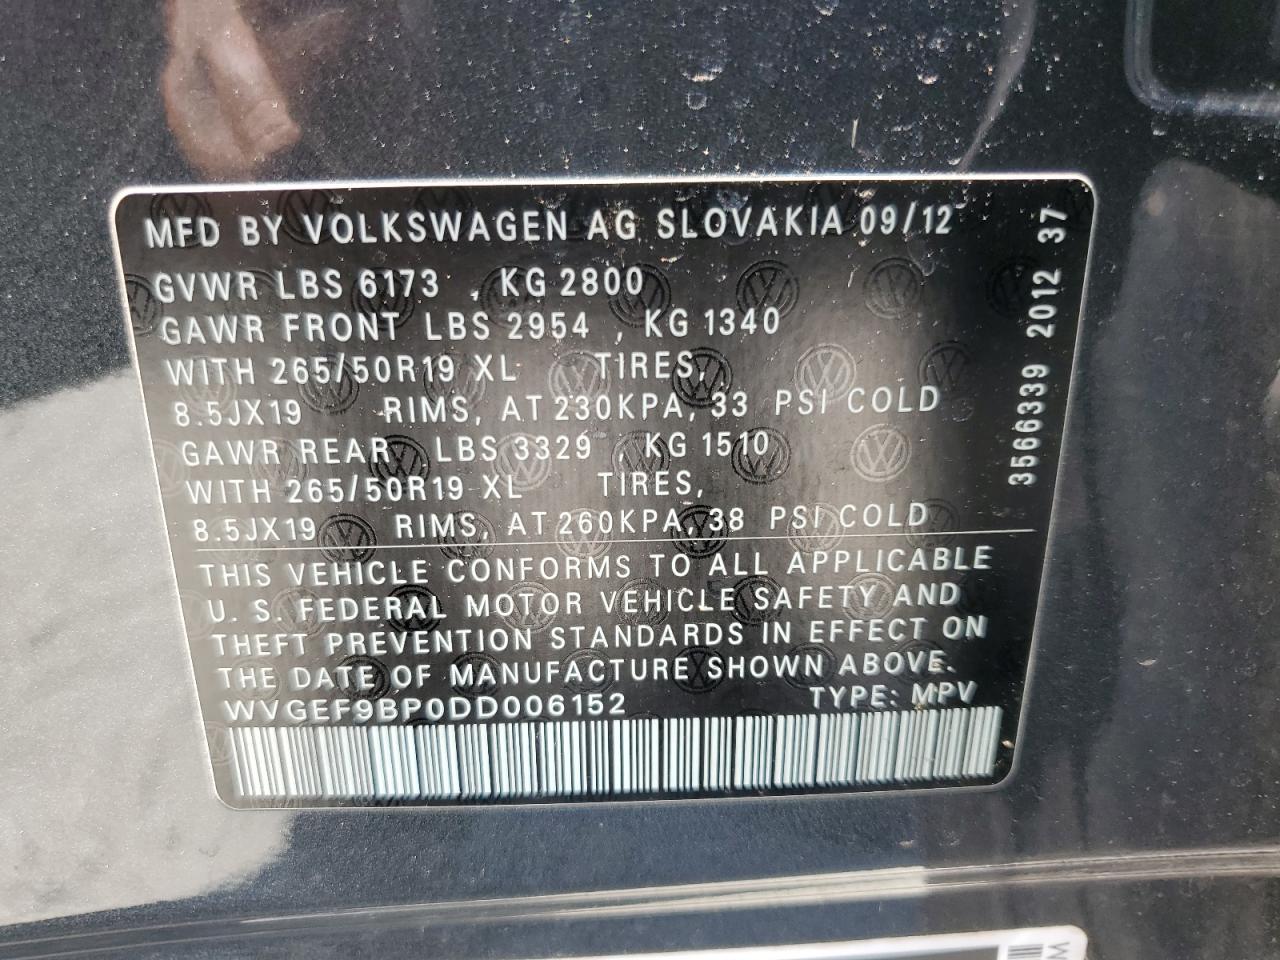 MFD BY VOLKSWAGEN AG SLOVAKIA 09/12
GVWR LBS 6173 , KG 2800
GAWR FRONT LBS 2954 , KG 1340
WITH 265/50R19 XL TIRES,
8.5JX19 RIMS, AT 230KPA, 33 PSI COLD
GAWR REAR LBS 3329 , KG 1510
WITH 265/50R19 XL TIRES,
8.5JX19 RIMS, AT 260KPA, 38 PSI COLD
THIS VEHICLE CONFORMS TO ALL APPLICABLE
U. S. FEDERAL MOTOR VEHICLE SAFETY AND
THEFT PREVENTION STANDARDS IN EFFECT ON
THE DATE OF MANUFACTURE SHOWN ABOVE.
WVGEF9BP0DD006152 TYPE: MPV
3566339 2012 37